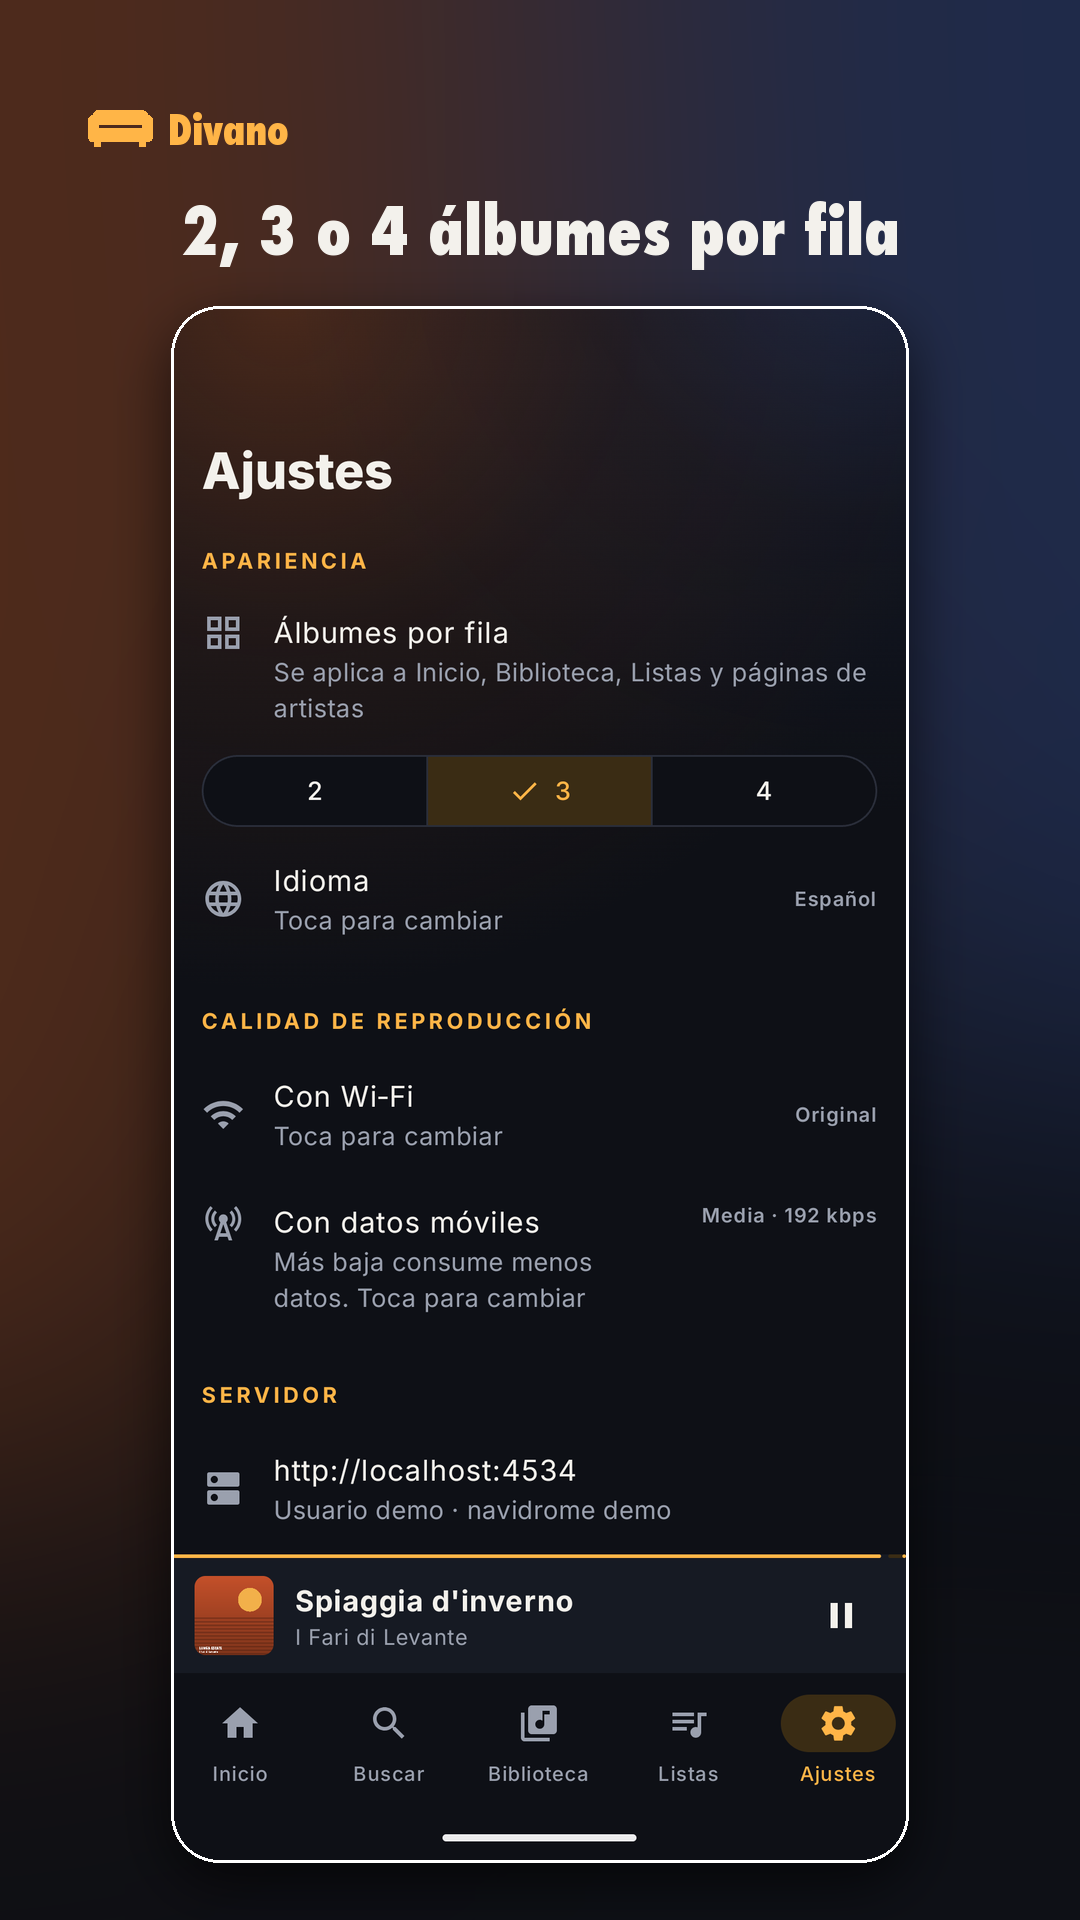 Divano
2, 3 o 4 álbumes por fila
Ajustes
APARIENCIA
Álbumes por fila
Se aplica a Inicio, Biblioteca, Listas y páginas de
artistas
2
3
4
Idioma
Toca para cambiar
Español
CALIDAD DE REPRODUCCIÓN
Con Wi-Fi
Toca para cambiar
Original
Con datos móviles
Media · 192 kbps
Más baja consume menos
datos. Toca para cambiar
SERVIDOR
http://localhost:4534
Usuario demo · navidrome demo
Spiaggia d'inverno
I Fari di Levante
Inicio
Buscar
Biblioteca
Listas
Ajustes